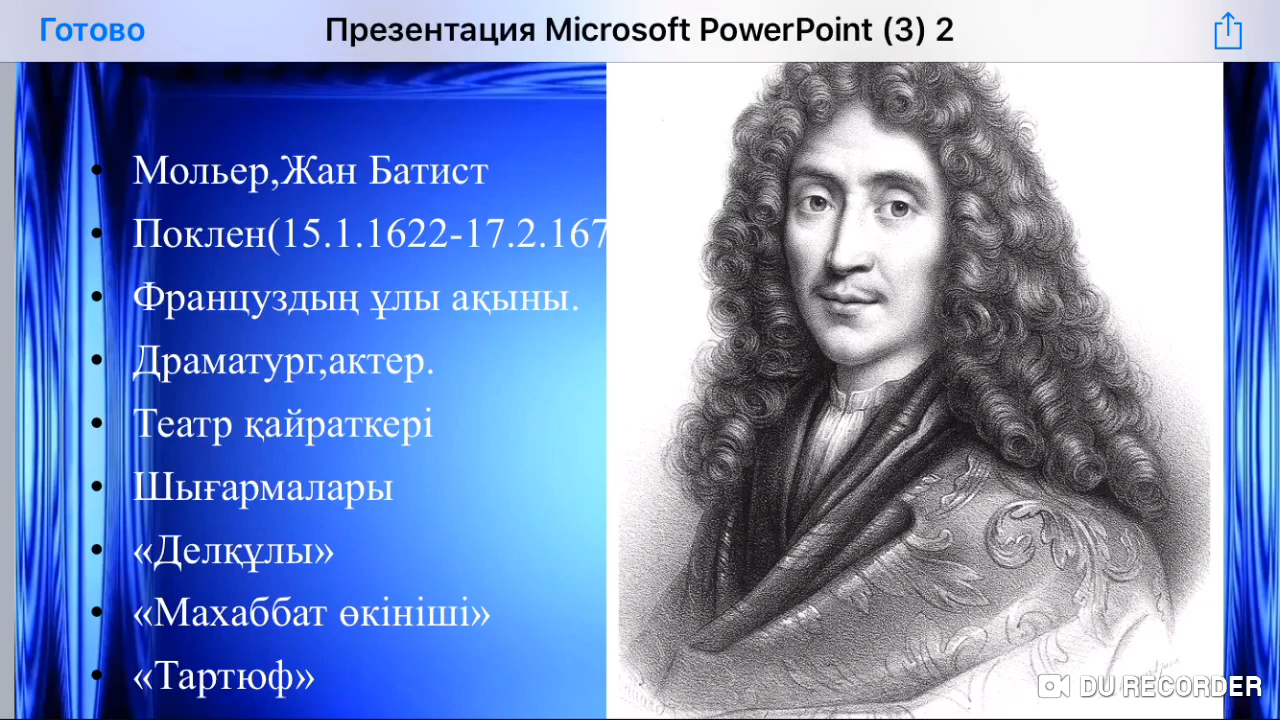 Готово
Презентация Microsoft PowerPoint (3) 2
Мольер,Жан Батист
Поклен(15.1.1622-17.2.167
Француздың ұлы ақыны.
Драматург,актер.
Театр қайраткері
Шығармалары
«Делқұлы»
«Махаббат өкініші»
«Тартюф»
DU RECORDER